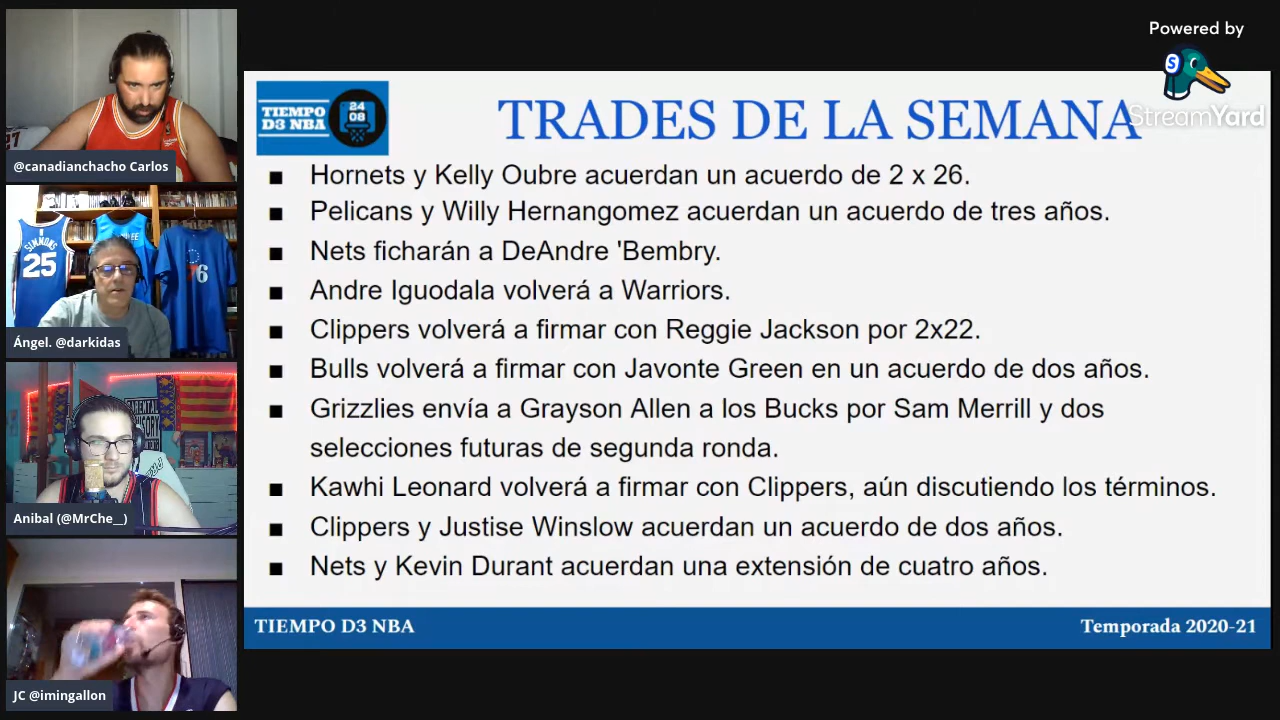 Powered by
StreamYard
TIEMPO
D3 NBA
24
08
TRADES DE LA SEMANA
■ Hornets y Kelly Oubre acuerdan un acuerdo de 2 x 26.
■ Pelicans y Willy Hernangomez acuerdan un acuerdo de tres años.
■ Nets ficharán a DeAndre 'Bembry.
■ Andre Iguodala volverá a Warriors.
■ Clippers volverá a firmar con Reggie Jackson por 2x22.
■ Bulls volverá a firmar con Javonte Green en un acuerdo de dos años.
■ Grizzlies envía a Grayson Allen a los Bucks por Sam Merrill y dos
selecciones futuras de segunda ronda.
■ Kawhi Leonard volverá a firmar con Clippers, aún discutiendo los términos.
■ Clippers y Justise Winslow acuerdan un acuerdo de dos años.
■ Nets y Kevin Durant acuerdan una extensión de cuatro años.
TIEMPO D3 NBA
Temporada 2020-21
@canadianchacho Carlos
SIMMONS
25
Ángel. @darkidas
Anibal (@MrChe__)
JC @imingallon